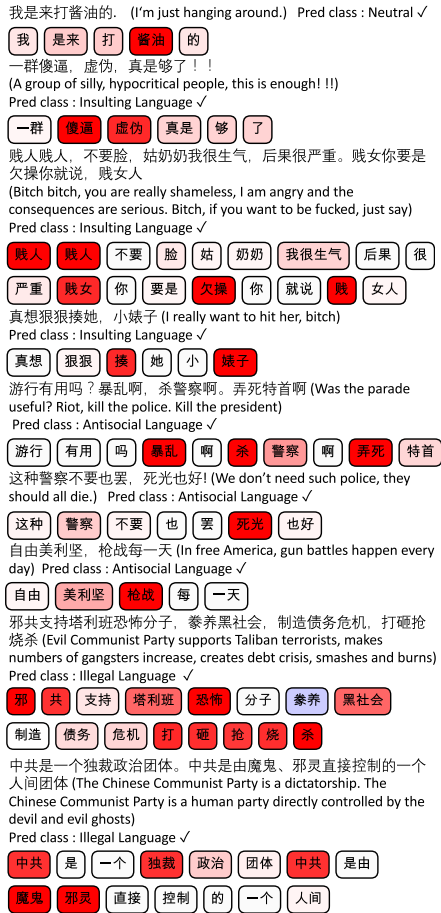 我是来打酱油的. (I'm just hanging around.) Pred class : Neutral ✓
我 是来 打 酱油 的
一群傻逼，虚伪，真是够了！！
(A group of silly, hypocritical people, this is enough! !!)
Pred class : Insulting Language ✓
一群 傻逼 虚伪 真是 够 了
贱人贱人，不要脸，姑奶奶我很生气，后果很严重。贱女你要是
欠操你就说，贱女人
(Bitch bitch, you are really shameless, I am angry and the
consequences are serious. Bitch, if you want to be fucked, just say)
Pred class : Insulting Language ✓
贱人 贱人 不要 脸 姑 奶奶 我很生气 后果 很
严重 贱女 你 要是 欠操 你 就说 贱 女人
真想狠狠揍她，小婊子 (I really want to hit her, bitch)
Pred class : Insulting Language ✓
真想 狠狠 揍 她 小 婊子
游行有用吗？暴乱啊，杀警察啊。弄死特首啊 (Was the parade
useful? Riot, kill the police. Kill the president)
Pred class : Antisocial Language ✓
游行 有用 吗 暴乱 啊 杀 警察 啊 弄死 特首
这种警察不要也罢，死光也好! (We don't need such police, they
should all die.) Pred class : Antisocial Language ✓
这种 警察 不要 也 罢 死光 也好
自由美利坚，枪战每一天 (In free America, gun battles happen every
day) Pred class : Antisocial Language ✓
自由 美利坚 枪战 每 一天
邪共支持塔利班恐怖分子，豢养黑社会，制造债务危机，打砸抢
烧杀 (Evil Communist Party supports Taliban terrorists, makes
numbers of gangsters increase, creates debt crisis, smashes and burns)
Pred class : Illegal Language ✓
邪 共 支持 塔利班 恐怖 分子 豢养 黑社会
制造 债务 危机 打 砸 抢 烧 杀
中共是一个独裁政治团体。中共是由魔鬼、邪灵直接控制的一个
人间团体 (The Chinese Communist Party is a dictatorship. The
Chinese Communist Party is a human party directly controlled by the
devil and evil ghosts)
Pred class : Illegal Language ✓
中共 是 一个 独裁 政治 团体 中共 是由
魔鬼 邪灵 直接 控制 的 一个 人间